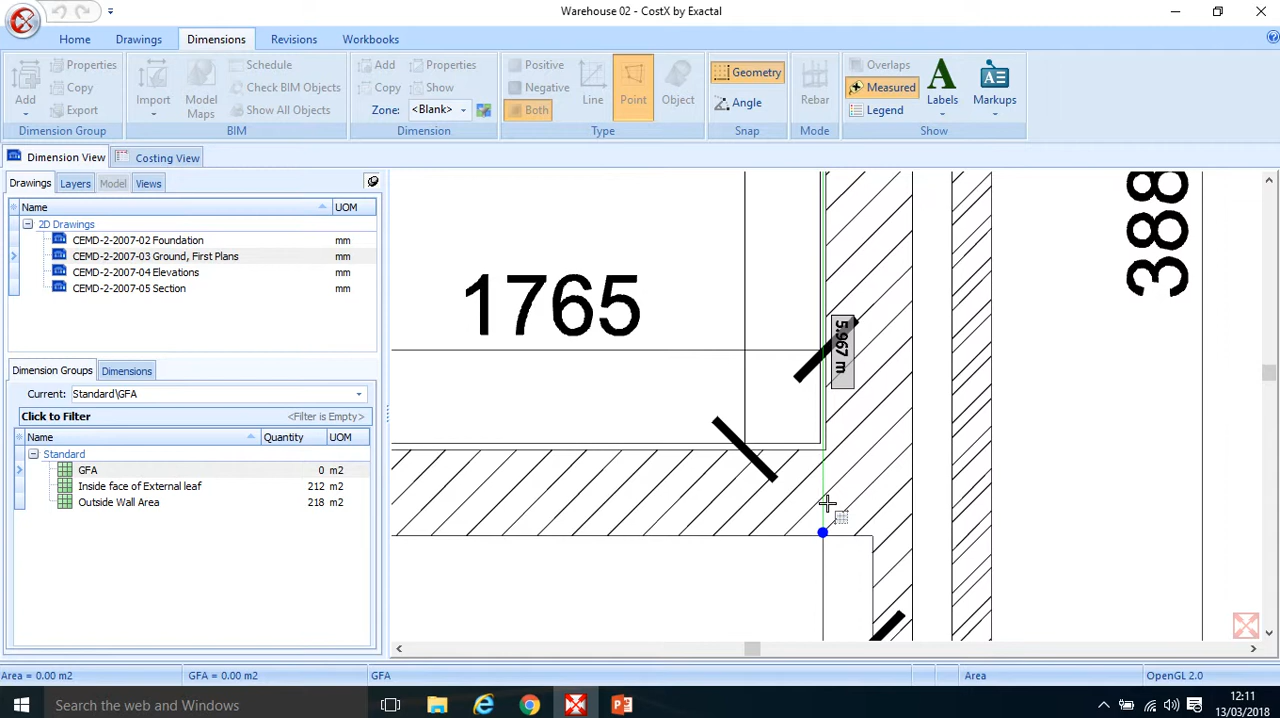 Warehouse 02 - CostX by Exactal
Home Drawings Dimensions Revisions Workbooks
Add Properties Copy Export
Dimension Group
Import Model Maps Schedule Check BIM Objects Show All Objects
BIM
Add Properties
Copy Show
Zone: <Blank>
Dimension
Positive Negative Both Line Point Object
Type
Geometry
Angle
Snap
Rebar
Mode
Overlaps
Measured
Legend
Labels Markups
Show
Dimension View Costing View
Drawings Layers Model Views
Name UOM
2D Drawings
CEMD-2-2007-02 Foundation mm
CEMD-2-2007-03 Ground, First Plans mm
CEMD-2-2007-04 Elevations mm
CEMD-2-2007-05 Section mm
Dimension Groups Dimensions
Current: Standard\GFA
Click to Filter <Filter is Empty>
Name Quantity UOM
Standard
GFA 0 m2
Inside face of External leaf 212 m2
Outside Wall Area 218 m2
1765
5.967 m
388
Area = 0.00 m2 GFA = 0.00 m2 GFA Area OpenGL 2.0
Search the web and Windows
12:11
13/03/2018